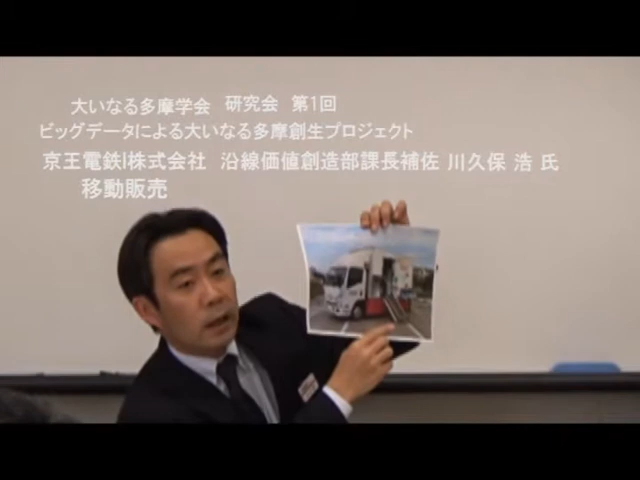 大いなる多摩学会 研究会 第1回
ビッグデータによる大いなる多摩創生プロジェクト
京王電鉄株式会社 沿線価値創造部課長補佐 川久保 浩 氏
移動販売